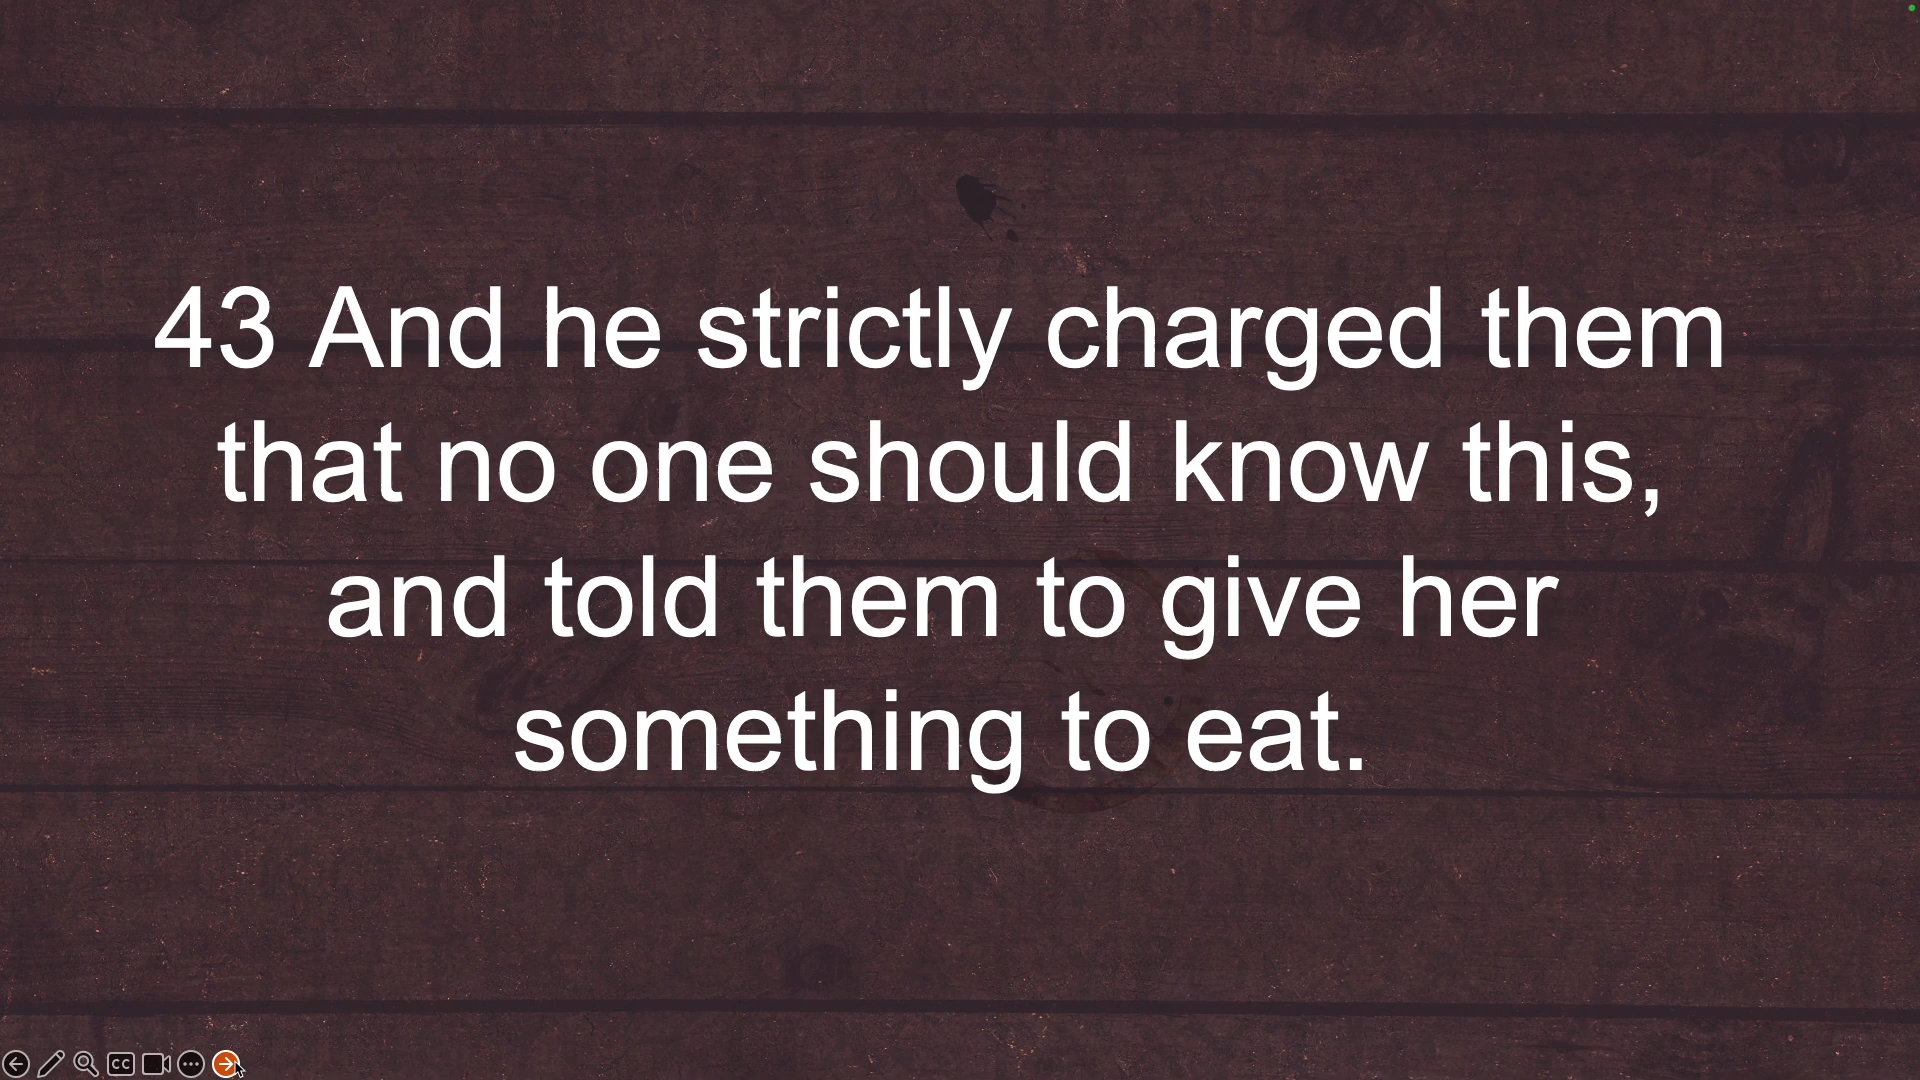 43 And he strictly charged them
that no one should know this,
and told them to give her
something to eat.
CC